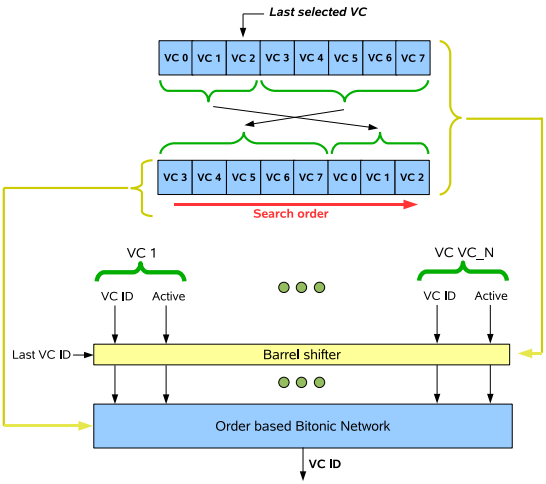 Last selected VC
VC 0 VC 1 VC 2 VC 3 VC 4 VC 5 VC 6 VC 7
VC 3 VC 4 VC 5 VC 6 VC 7 VC 0 VC 1 VC 2
Search order
VC 1 VC VC_N
VC ID Active VC ID Active
Last VC ID Barrel shifter
Order based Bitonic Network
VC ID